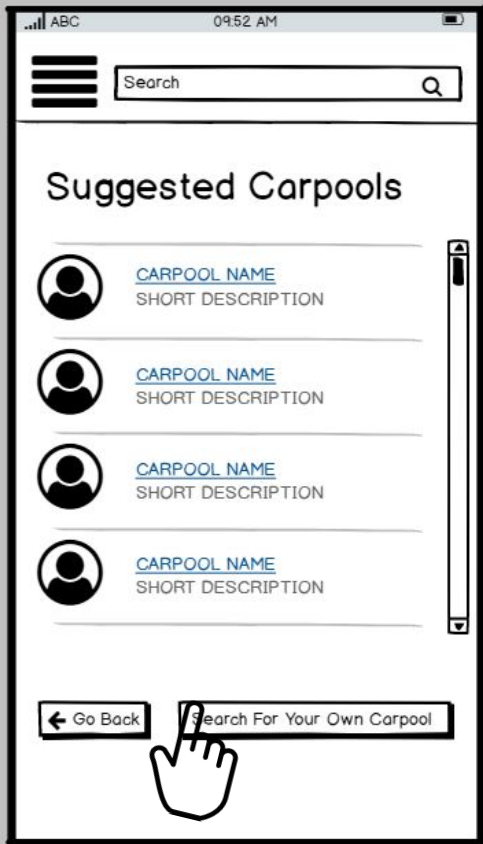 ABC 09:52 AM
Search
Suggested Carpools
CARPOOL NAME
SHORT DESCRIPTION
CARPOOL NAME
SHORT DESCRIPTION
CARPOOL NAME
SHORT DESCRIPTION
CARPOOL NAME
SHORT DESCRIPTION
Go Back Search For Your Own Carpool